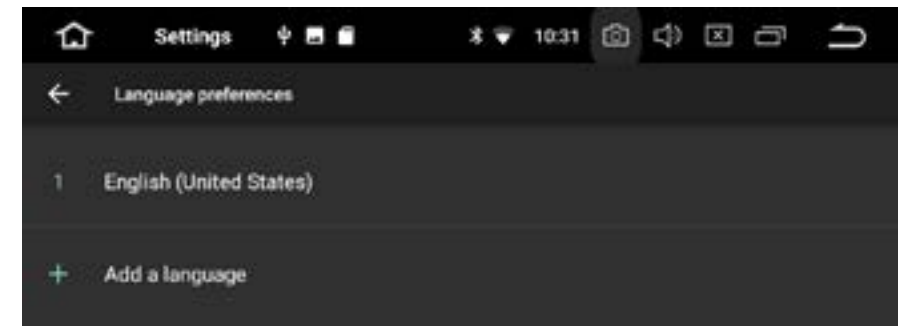 Settings 10:31
Language preferences
1 English (United States)
+ Add a language